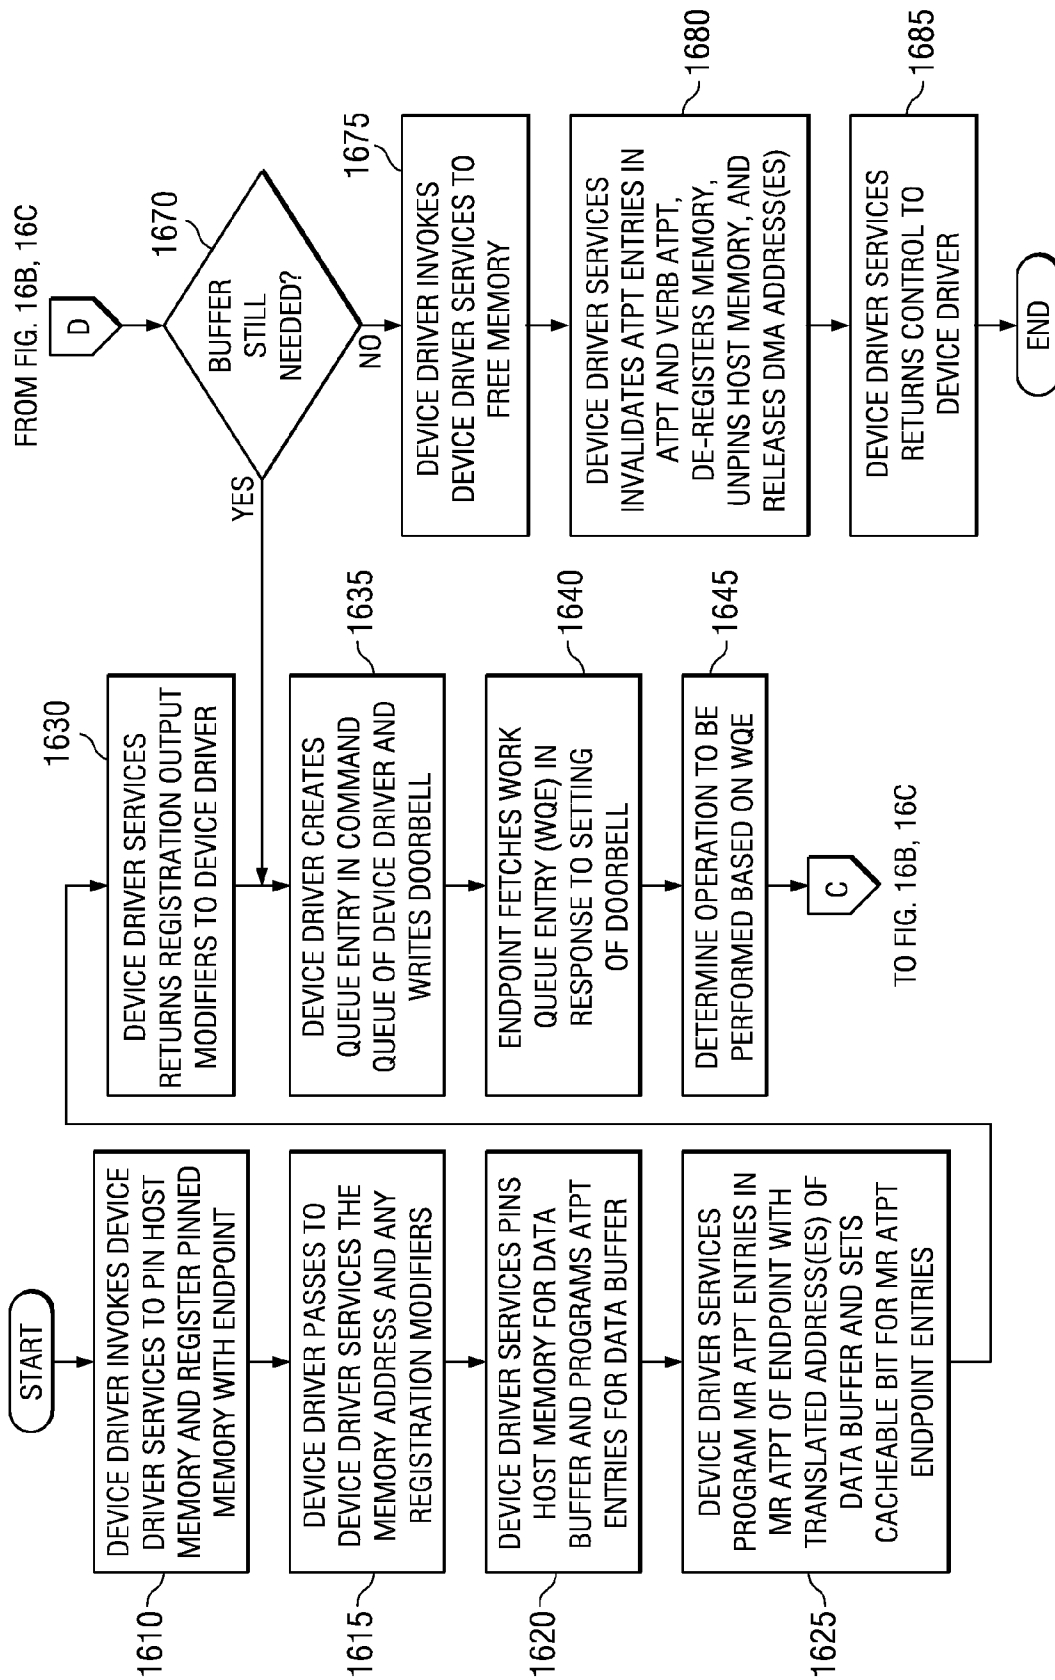 START
DEVICE DRIVER INVOKES DEVICE
DRIVER SERVICES TO PIN HOST
MEMORY AND REGISTER PINNED
MEMORY WITH ENDPOINT
1610
DEVICE DRIVER PASSES TO
DEVICE DRIVER SERVICES THE
MEMORY ADDRESS AND ANY
REGISTRATION MODIFIERS
1615
DEVICE DRIVER SERVICES PINS
HOST MEMORY FOR DATA
BUFFER AND PROGRAMS ATPT
ENTRIES FOR DATA BUFFER
1620
DEVICE DRIVER SERVICES
PROGRAM MR ATPT ENTRIES IN
MR ATPT OF ENDPOINT WITH
TRANSLATED ADDRESS(ES) OF
DATA BUFFER AND SETS
CACHEABLE BIT FOR MR ATPT
ENDPOINT ENTRIES
1625
1630
DEVICE DRIVER SERVICES
RETURNS REGISTRATION OUTPUT
MODIFIERS TO DEVICE DRIVER
DEVICE DRIVER CREATES
QUEUE ENTRY IN COMMAND
QUEUE OF DEVICE DRIVER AND
WRITES DOORBELL
1635
ENDPOINT FETCHES WORK
QUEUE ENTRY (WQE) IN
RESPONSE TO SETTING
OF DOORBELL
1640
DETERMINE OPERATION TO BE
PERFORMED BASED ON WQE
1645
C
TO FIG. 16B, 16C
FROM FIG. 16B, 16C
D
1670
BUFFER
STILL
NEEDED?
YES
NO
DEVICE DRIVER INVOKES
DEVICE DRIVER SERVICES TO
FREE MEMORY
1675
DEVICE DRIVER SERVICES
INVALIDATES ATPT ENTRIES IN
ATPT AND VERB ATPT,
DE-REGISTERS MEMORY,
UNPINS HOST MEMORY, AND
RELEASES DMA ADDRESS(ES)
1680
DEVICE DRIVER SERVICES
RETURNS CONTROL TO
DEVICE DRIVER
1685
END